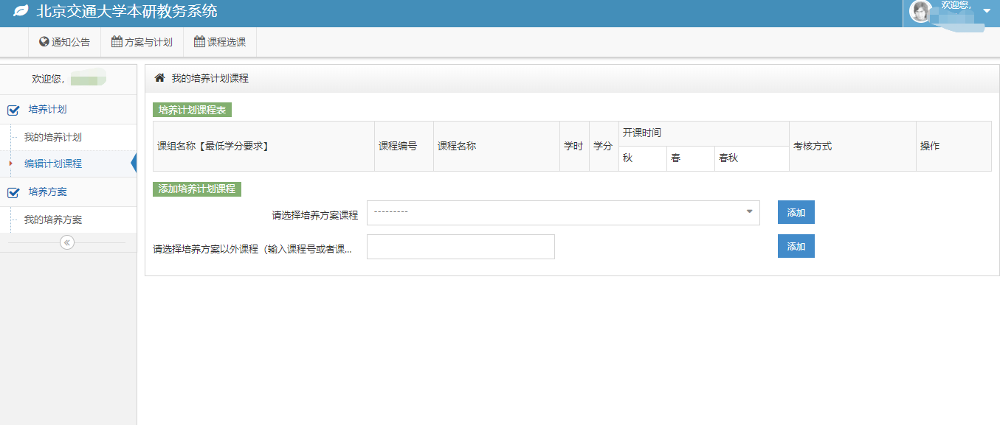 北京交通大学本研教务系统
欢迎您,
通知公告
方案与计划
课程选课
欢迎您,
培养计划
我的培养计划
编辑计划课程
培养方案
我的培养方案
我的培养计划课程
培养计划课程表
课组名称【最低学分要求】
课程编号
课程名称
学时
学分
开课时间
秋
春
春秋
考核方式
操作
添加培养计划课程
请选择培养方案课程
---------
添加
请选择培养方案以外课程（输入课程号或者课...
添加